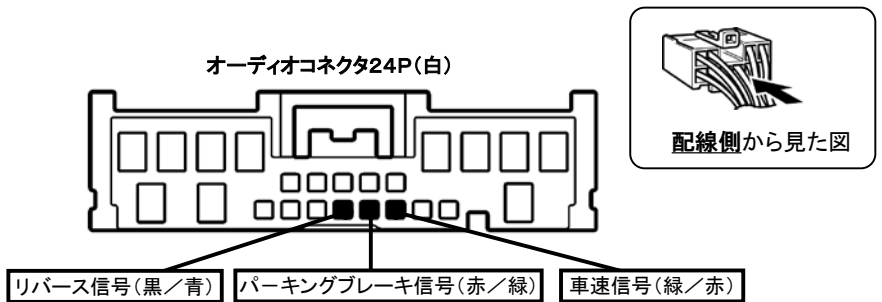 オーディオコネクタ24P(白)
配線側から見た図
リバース信号(黒/青)
パーキングブレーキ信号(赤/緑)
車速信号(緑/赤)